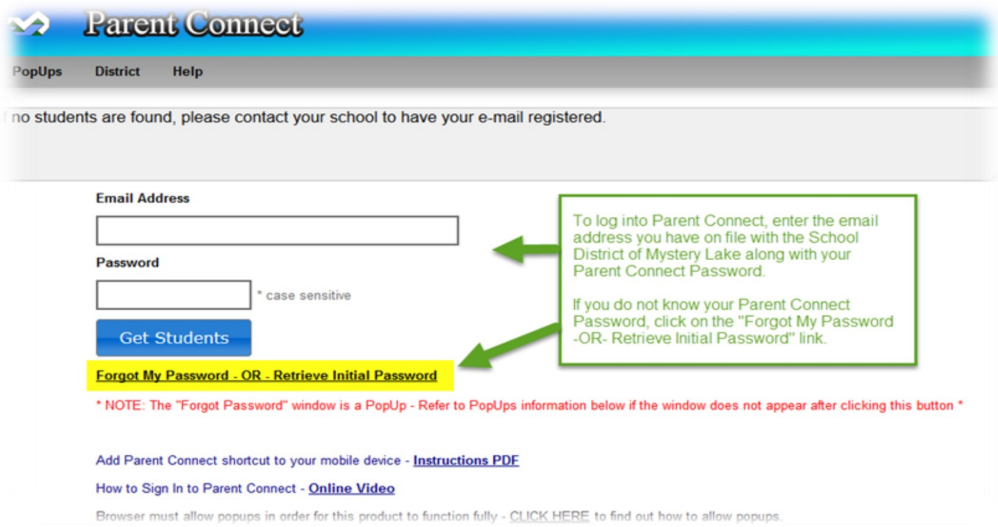 Parent Connect
PopUps District Help
no students are found, please contact your school to have your e-mail registered.
Email Address
To log into Parent Connect, enter the email
address you have on file with the School
District of Mystery Lake along with your
Parent Connect Password.
Password
* case sensitive
If you do not know your Parent Connect
Password, click on the "Forgot My Password
-OR- Retrieve Initial Password" link.
Get Students
Forgot My Password - OR - Retrieve Initial Password
* NOTE: The "Forgot Password" window is a PopUp - Refer to PopUps information below if the window does not appear after clicking this button *
Add Parent Connect shortcut to your mobile device - Instructions PDF
How to Sign In to Parent Connect - Online Video
Browser must allow popups in order for this product to function fully - CLICK HERE to find out how to allow popups.